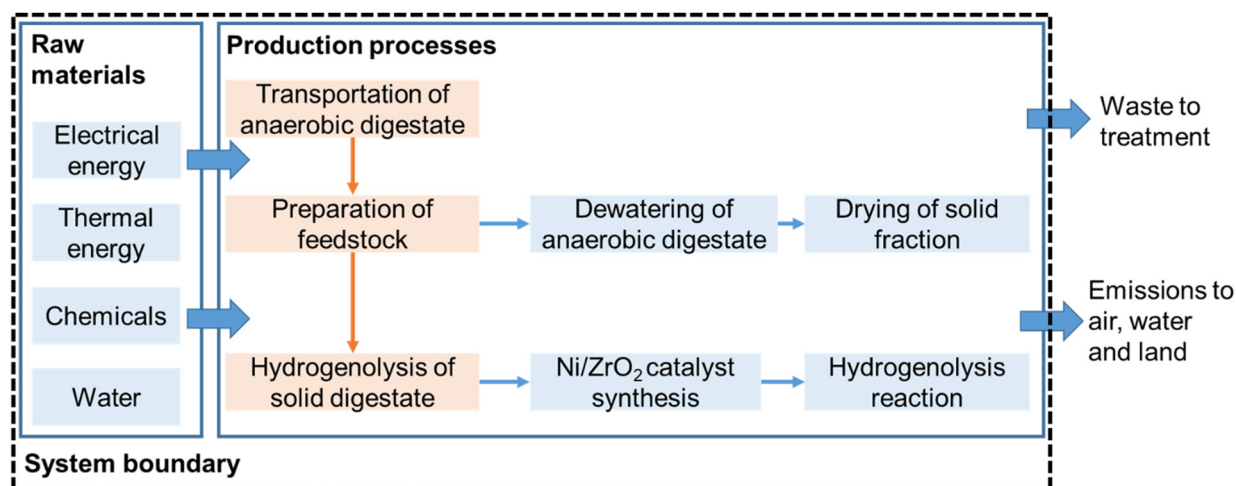 Raw
materials
Electrical
energy
Thermal
energy
Chemicals
Water
Production processes
Transportation of
anaerobic digestate
Preparation of
feedstock
Dewatering of
anaerobic digestate
Drying of solid
fraction
Hydrogenolysis of
solid digestate
Ni/ZrO₂ catalyst
synthesis
Hydrogenolysis
reaction
Waste to
treatment
Emissions to
air, water
and land
System boundary